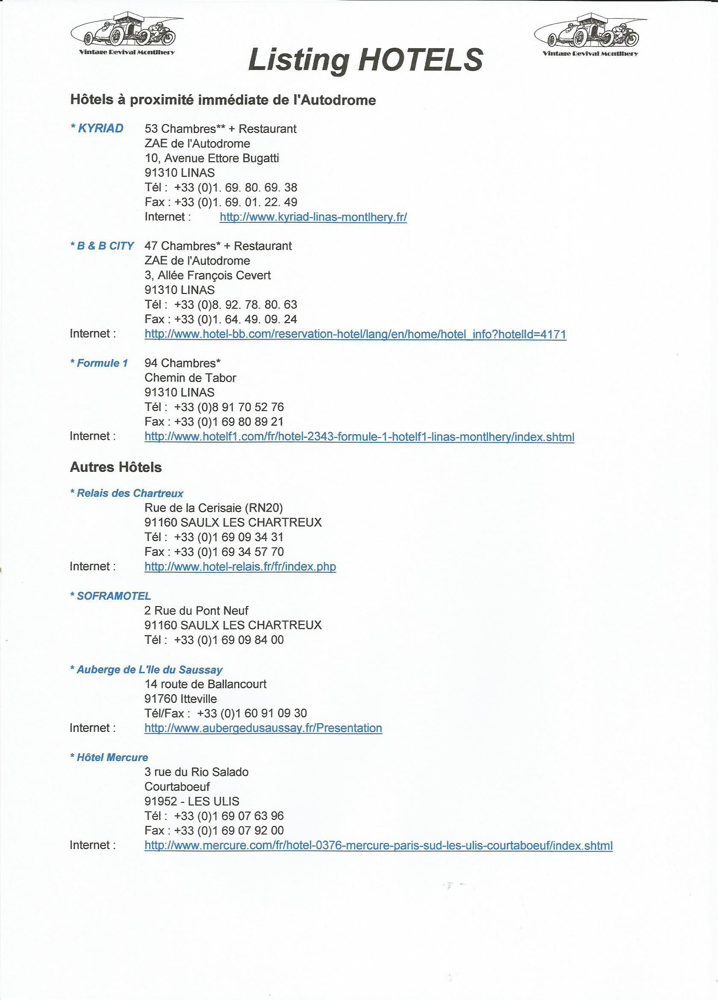 Vintage Revival Montlhery
Vintage Revival Montlhery
Listing HOTELS
Hôtels à proximité immédiate de l'Autodrome
* KYRIAD 53 Chambres** + Restaurant
ZAE de l'Autodrome
10, Avenue Ettore Bugatti
91310 LINAS
Tél : +33 (0)1. 69. 80. 69. 38
Fax : +33 (0)1. 69. 01. 22. 49
Internet : http://www.kyriad-linas-montlhery.fr/
* B & B CITY 47 Chambres* + Restaurant
ZAE de l'Autodrome
3, Allée François Cevert
91310 LINAS
Tél : +33 (0)8. 92. 78. 80. 63
Fax : +33 (0)1. 64. 49. 09. 24
Internet : http://www.hotel-bb.com/reservation-hotel/lang/en/home/hotel_info?hotelId=4171
* Formule 1 94 Chambres*
Chemin de Tabor
91310 LINAS
Tél : +33 (0)8 91 70 52 76
Fax : +33 (0)1 69 80 89 21
Internet : http://www.hotelf1.com/fr/hotel-2343-formule-1-hotelf1-linas-montlhery/index.shtml
Autres Hôtels
* Relais des Chartreux
Rue de la Cerisaie (RN20)
91160 SAULX LES CHARTREUX
Tél : +33 (0)1 69 09 34 31
Fax : +33 (0)1 69 34 57 70
Internet : http://www.hotel-relais.fr/fr/index.php
* SOFRAMOTEL
2 Rue du Pont Neuf
91160 SAULX LES CHARTREUX
Tél : +33 (0)1 69 09 84 00
* Auberge de L'Ile du Saussay
14 route de Ballancourt
91760 Itteville
Tél/Fax : +33 (0)1 60 91 09 30
Internet : http://www.aubergedusaussay.fr/Presentation
* Hôtel Mercure
3 rue du Rio Salado
Courtaboeuf
91952 - LES ULIS
Tél : +33 (0)1 69 07 63 96
Fax : +33 (0)1 69 07 92 00
Internet : http://www.mercure.com/fr/hotel-0376-mercure-paris-sud-les-ulis-courtaboeuf/index.shtml